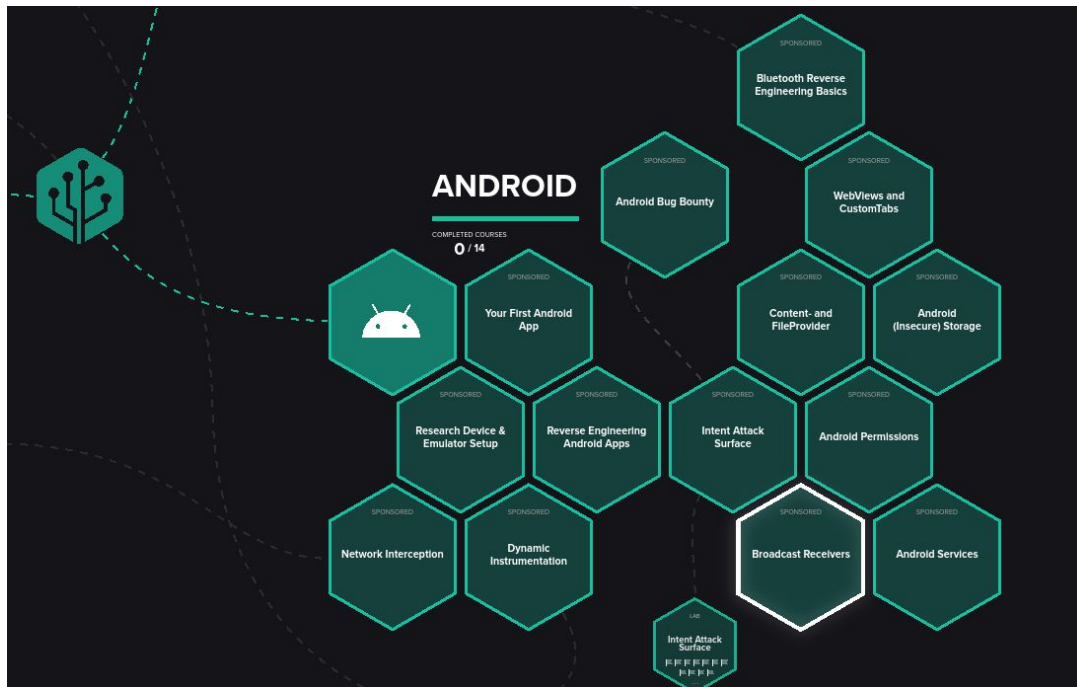 SPONSORED
Bluetooth Reverse
Engineering Basics
SPONSORED
Android Bug Bounty
SPONSORED
WebViews and
CustomTabs
ANDROID
COMPLETED COURSES
0 / 14
SPONSORED
Your First Android
App
SPONSORED
Content- and
FileProvider
SPONSORED
Android
(Insecure) Storage
SPONSORED
Research Device &
Emulator Setup
SPONSORED
Reverse Engineering
Android Apps
SPONSORED
Intent Attack
Surface
SPONSORED
Android Permissions
SPONSORED
Network Interception
SPONSORED
Dynamic
Instrumentation
SPONSORED
Broadcast Receivers
SPONSORED
Android Services
LAB
Intent Attack
Surface